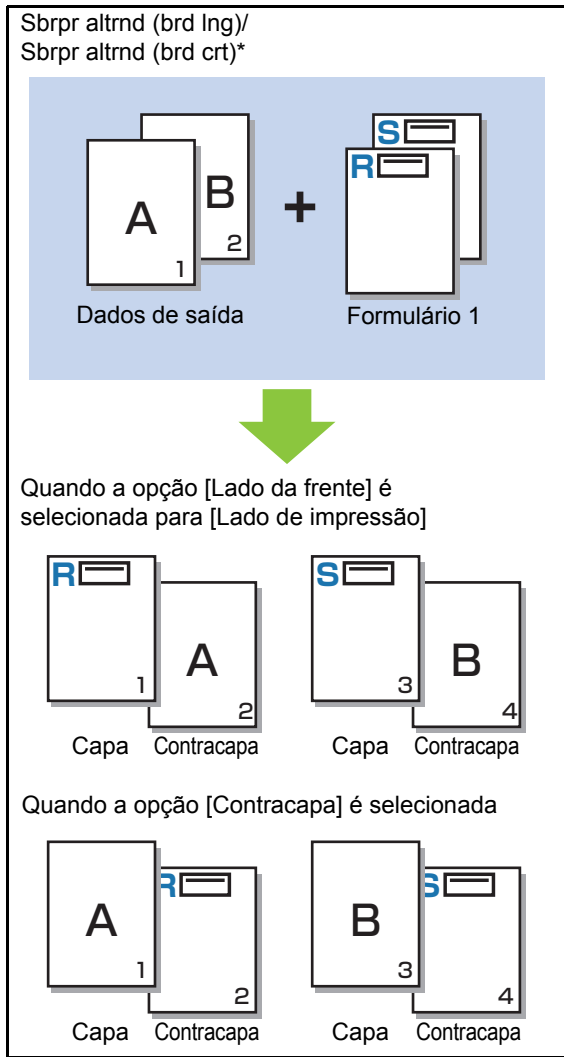 Sbrpr altrnd (brd lng)/
Sbrpr altrnd (brd crt)*
A
1
B
2
+
R
S
Dados de saída
Formulário 1
Quando a opção [Lado da frente] é
selecionada para [Lado de impressão]
R
1
A
2
S
3
B
4
Capa Contracapa Capa Contracapa
Quando a opção [Contracapa] é selecionada
A
1
R
2
B
3
S
4
Capa Contracapa Capa Contracapa